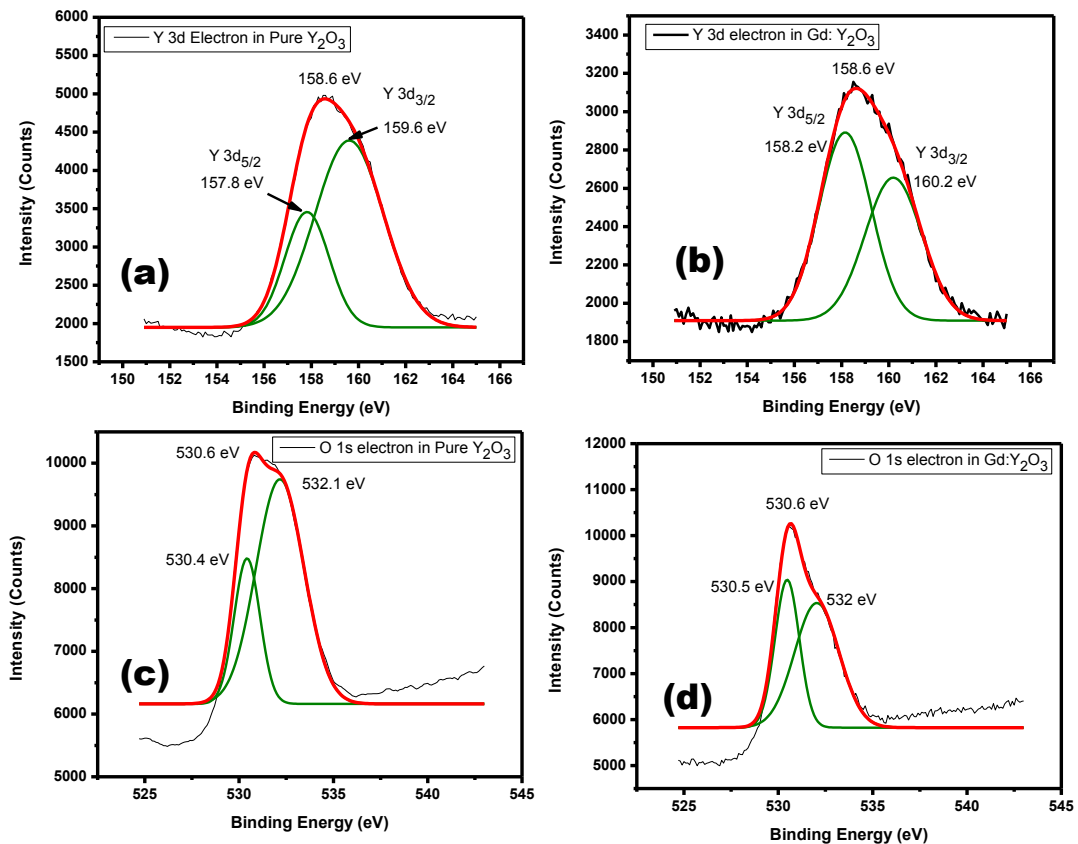 Y 3d Electron in Pure Y₂O₃
158.6 eV
Y 3d₃/₂
159.6 eV
Y 3d₅/₂
157.8 eV
(a)
Intensity (Counts)
6000
5500
5000
4500
4000
3500
3000
2500
2000
1500
150 152 154 156 158 160 162 164 166
Binding Energy (eV)
Y 3d electron in Gd: Y₂O₃
158.6 eV
Y 3d₅/₂
158.2 eV
Y 3d₃/₂
160.2 eV
(b)
Intensity (Counts)
3400
3200
3000
2800
2600
2400
2200
2000
1800
150 152 154 156 158 160 162 164 166
Binding Energy (eV)
O 1s electron in Pure Y₂O₃
530.6 eV
532.1 eV
530.4 eV
(c)
Intensity (Counts)
10000
9000
8000
7000
6000
5000
525 530 535 540 545
Binding Energy (eV)
O 1s electron in Gd:Y₂O₃
530.6 eV
530.5 eV
532 eV
(d)
Intensity (Counts)
12000
11000
10000
9000
8000
7000
6000
5000
525 530 535 540 545
Binding Energy (eV)